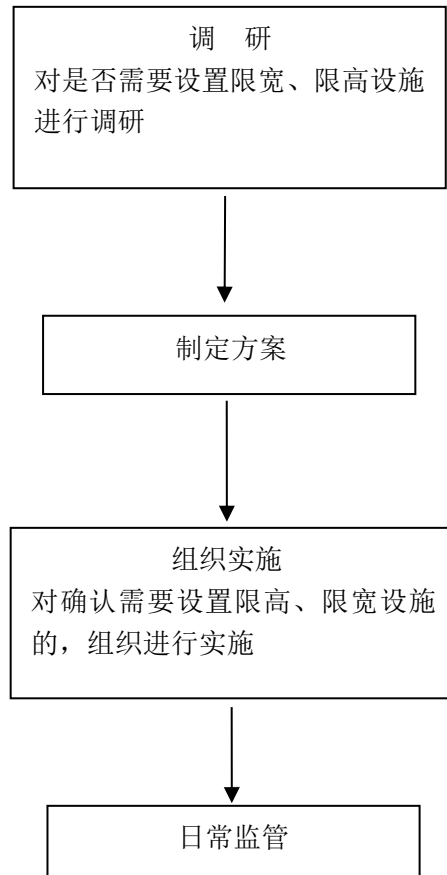 调 研
对是否需要设置限宽、限高设施
进行调研
制定方案
组织实施
对确认需要设置限高、限宽设施
的，组织进行实施
日常监管